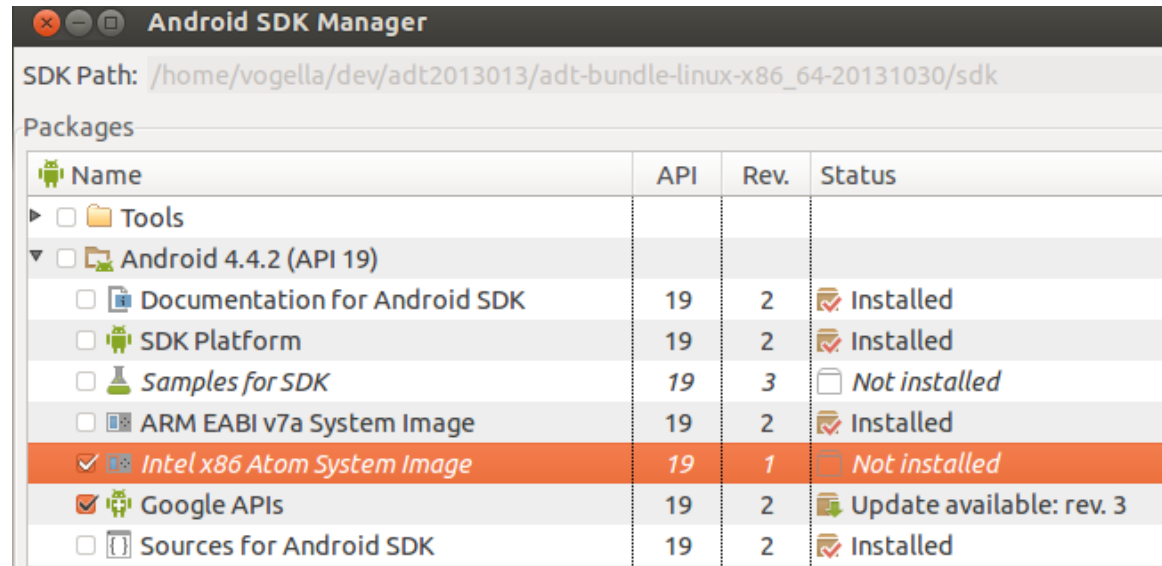 Android SDK Manager
SDK Path: /home/vogella/dev/adt2013013/adt-bundle-linux-x86_64-20131030/sdk
Packages
Name API Rev. Status
Tools
Android 4.4.2 (API 19)
Documentation for Android SDK 19 2 Installed
SDK Platform 19 2 Installed
Samples for SDK 19 3 Not installed
ARM EABI v7a System Image 19 2 Installed
Intel x86 Atom System Image 19 1 Not installed
Google APIs 19 2 Update available: rev. 3
Sources for Android SDK 19 2 Installed